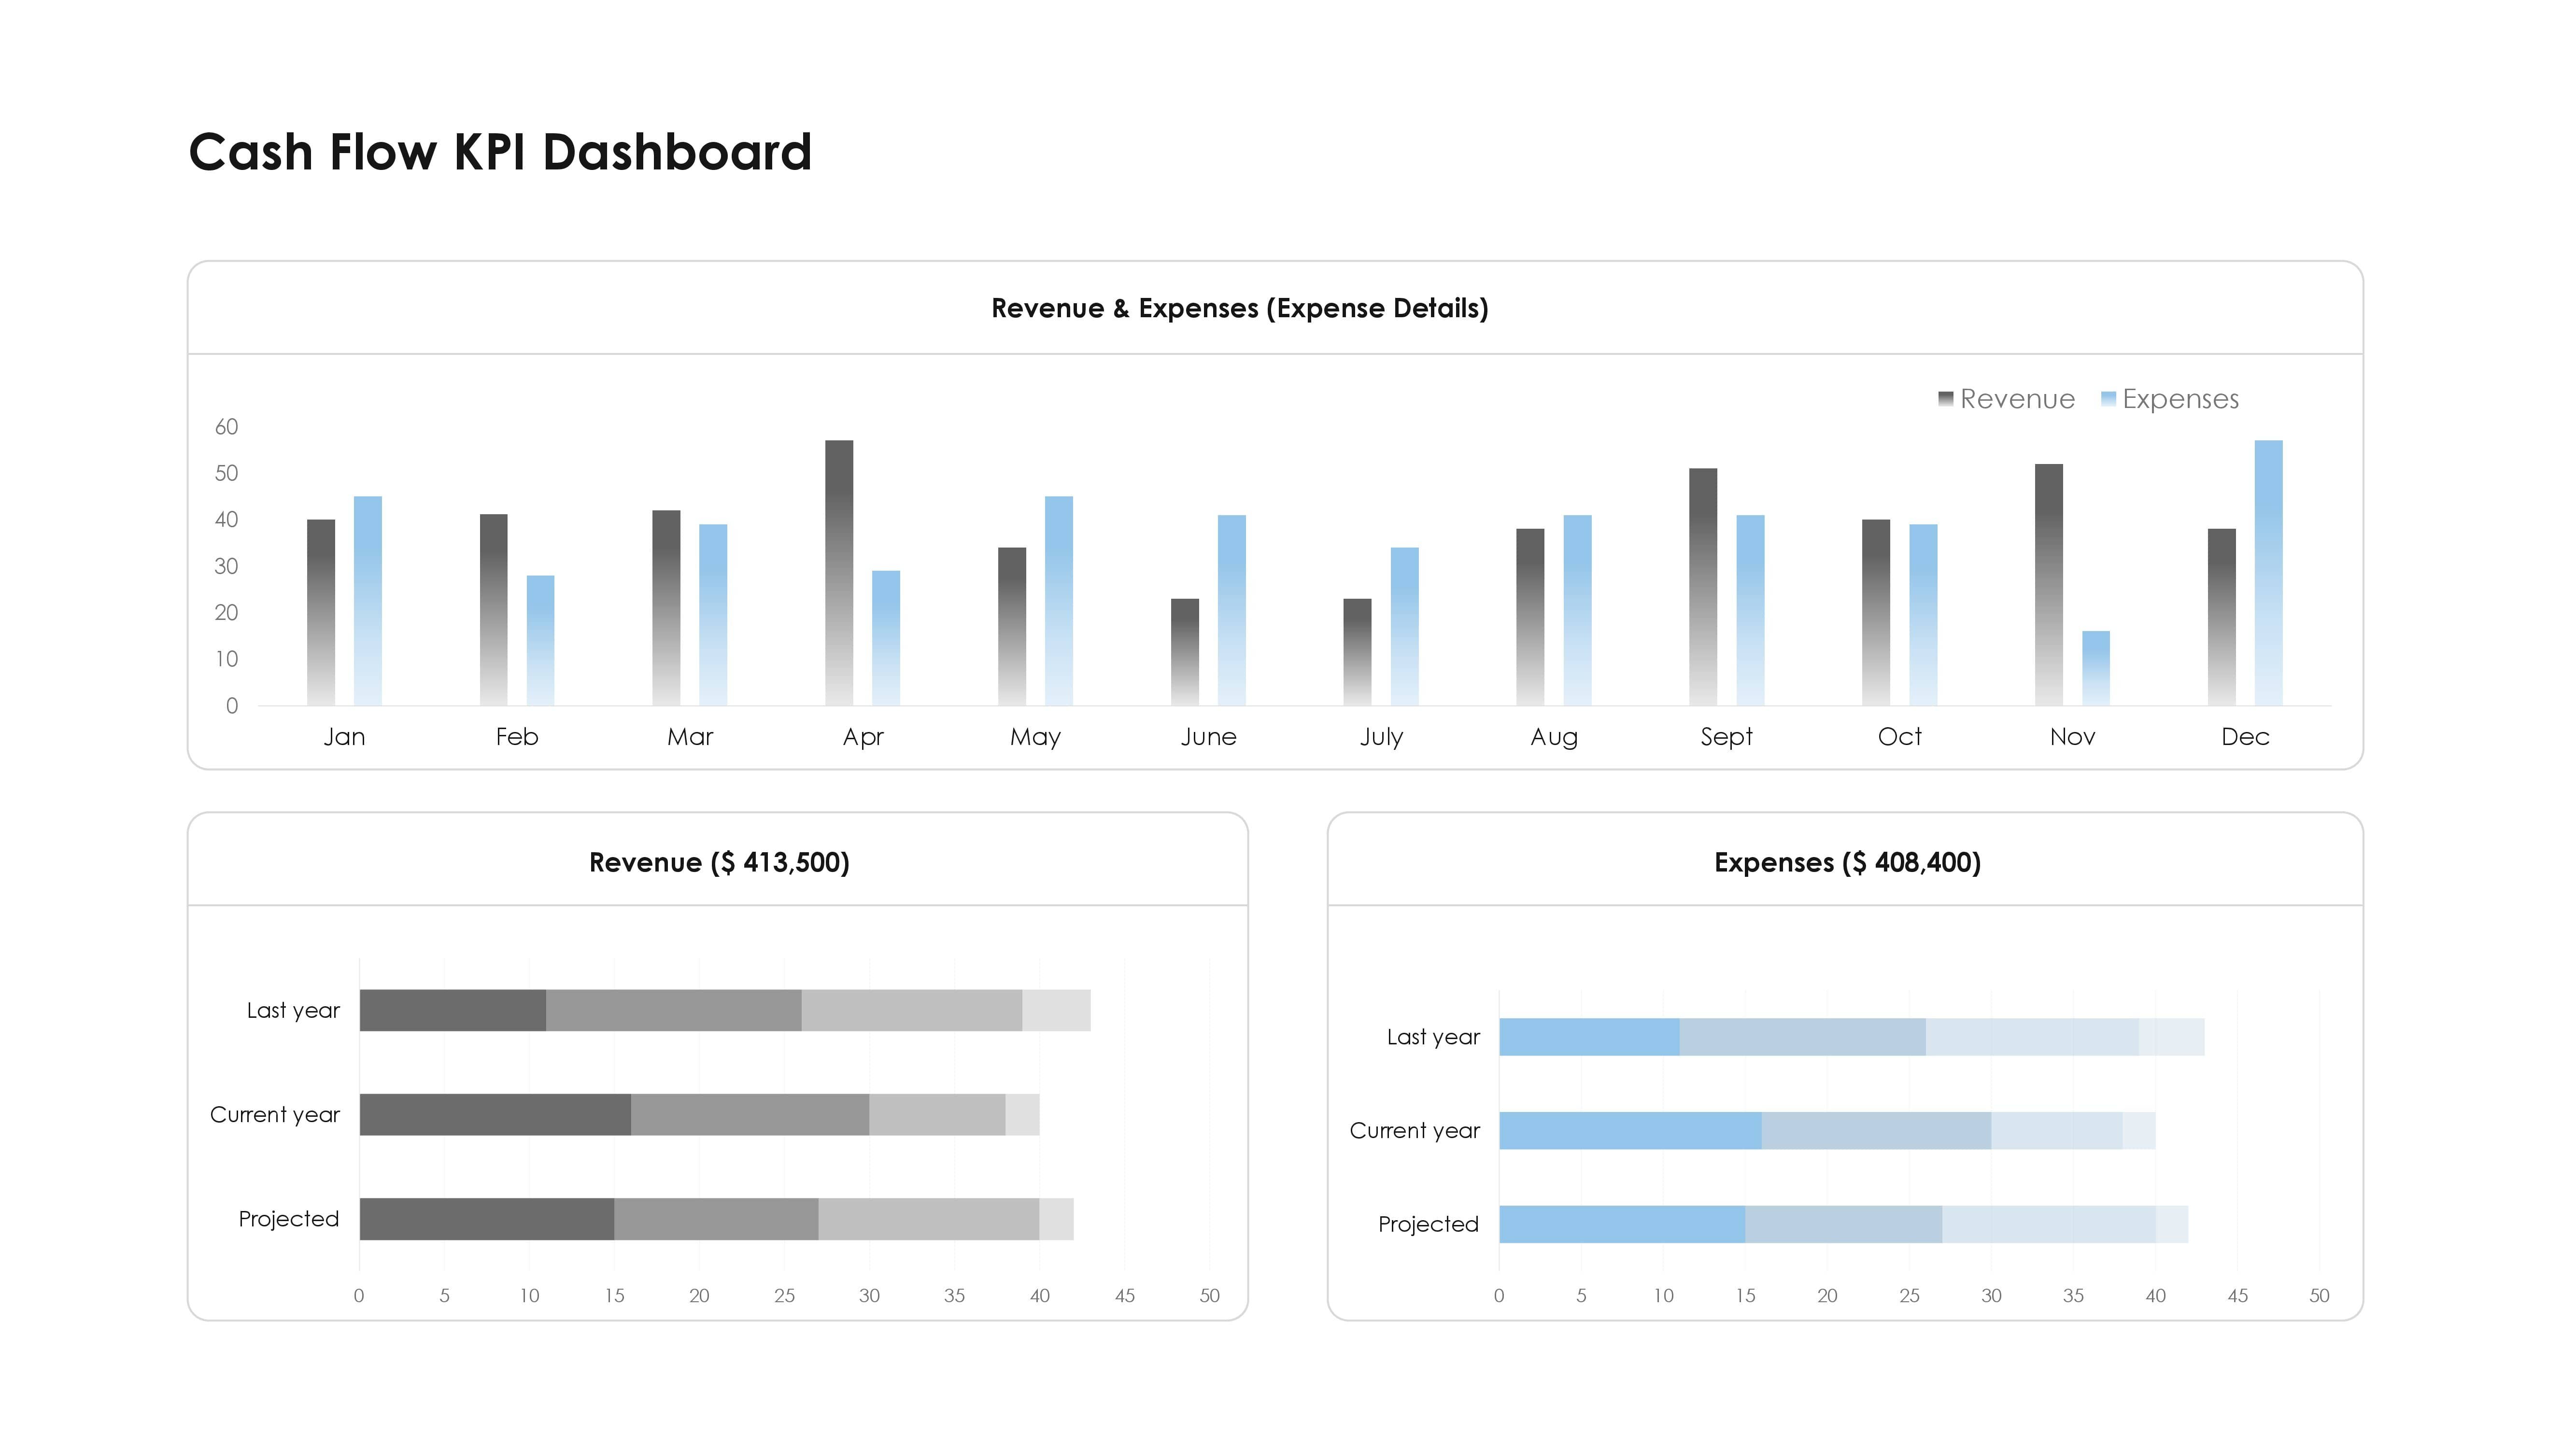 Cash Flow KPI Dashboard
Revenue & Expenses (Expense Details)
Revenue Expenses
60
50
40
30
20
10
0
Jan Feb Mar Apr May June July Aug Sept Oct Nov Dec
Revenue ($ 413,500)
Last year
Current year
Projected
0 5 10 15 20 25 30 35 40 45 50
Expenses ($ 408,400)
Last year
Current year
Projected
0 5 10 15 20 25 30 35 40 45 50